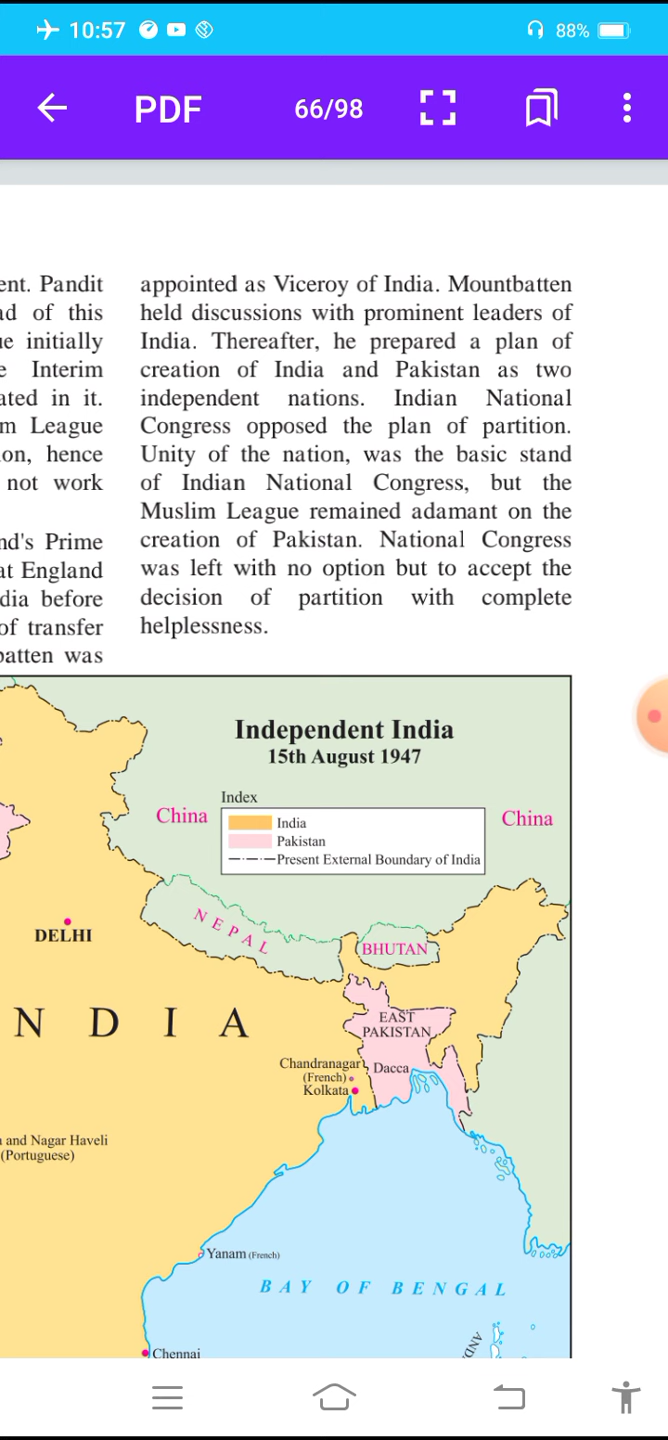 10:57
88%
PDF
66/98
ent. Pandit
ad of this
ue initially
e Interim
ated in it.
m League
ion, hence
not work
nd's Prime
at England
dia before
of transfer
batten was
appointed as Viceroy of India. Mountbatten
held discussions with prominent leaders of
India. Thereafter, he prepared a plan of
creation of India and Pakistan as two
independent nations. Indian National
Congress opposed the plan of partition.
Unity of the nation, was the basic stand
of Indian National Congress, but the
Muslim League remained adamant on the
creation of Pakistan. National Congress
was left with no option but to accept the
decision of partition with complete
helplessness.
Independent India
15th August 1947
Index
India
Pakistan
Present External Boundary of India
China
China
NEPAL
BHUTAN
DELHI
NDIA
EAST
PAKISTAN
Chandranagar
(French)
Dacca
Kolkata
and Nagar Haveli
(Portuguese)
Yanam (French)
BAY OF BENGAL
Chennai
AND